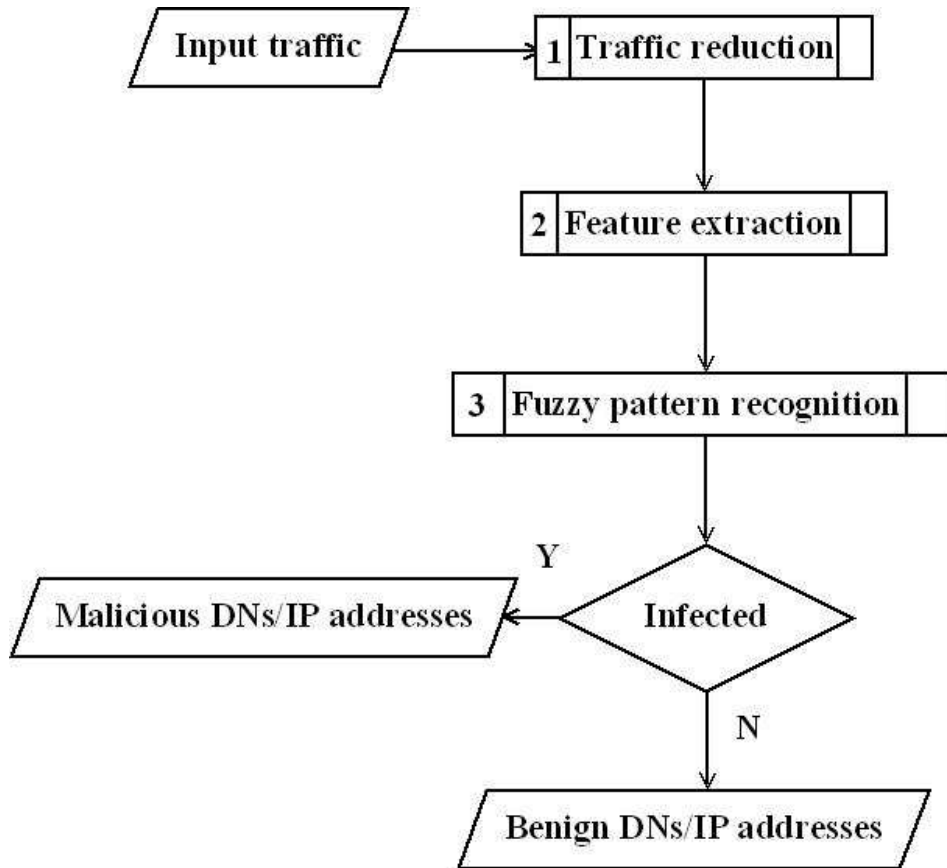 Input traffic
1 Traffic reduction
2 Feature extraction
3 Fuzzy pattern recognition
Y
Malicious DNs/IP addresses
Infected
N
Benign DNs/IP addresses